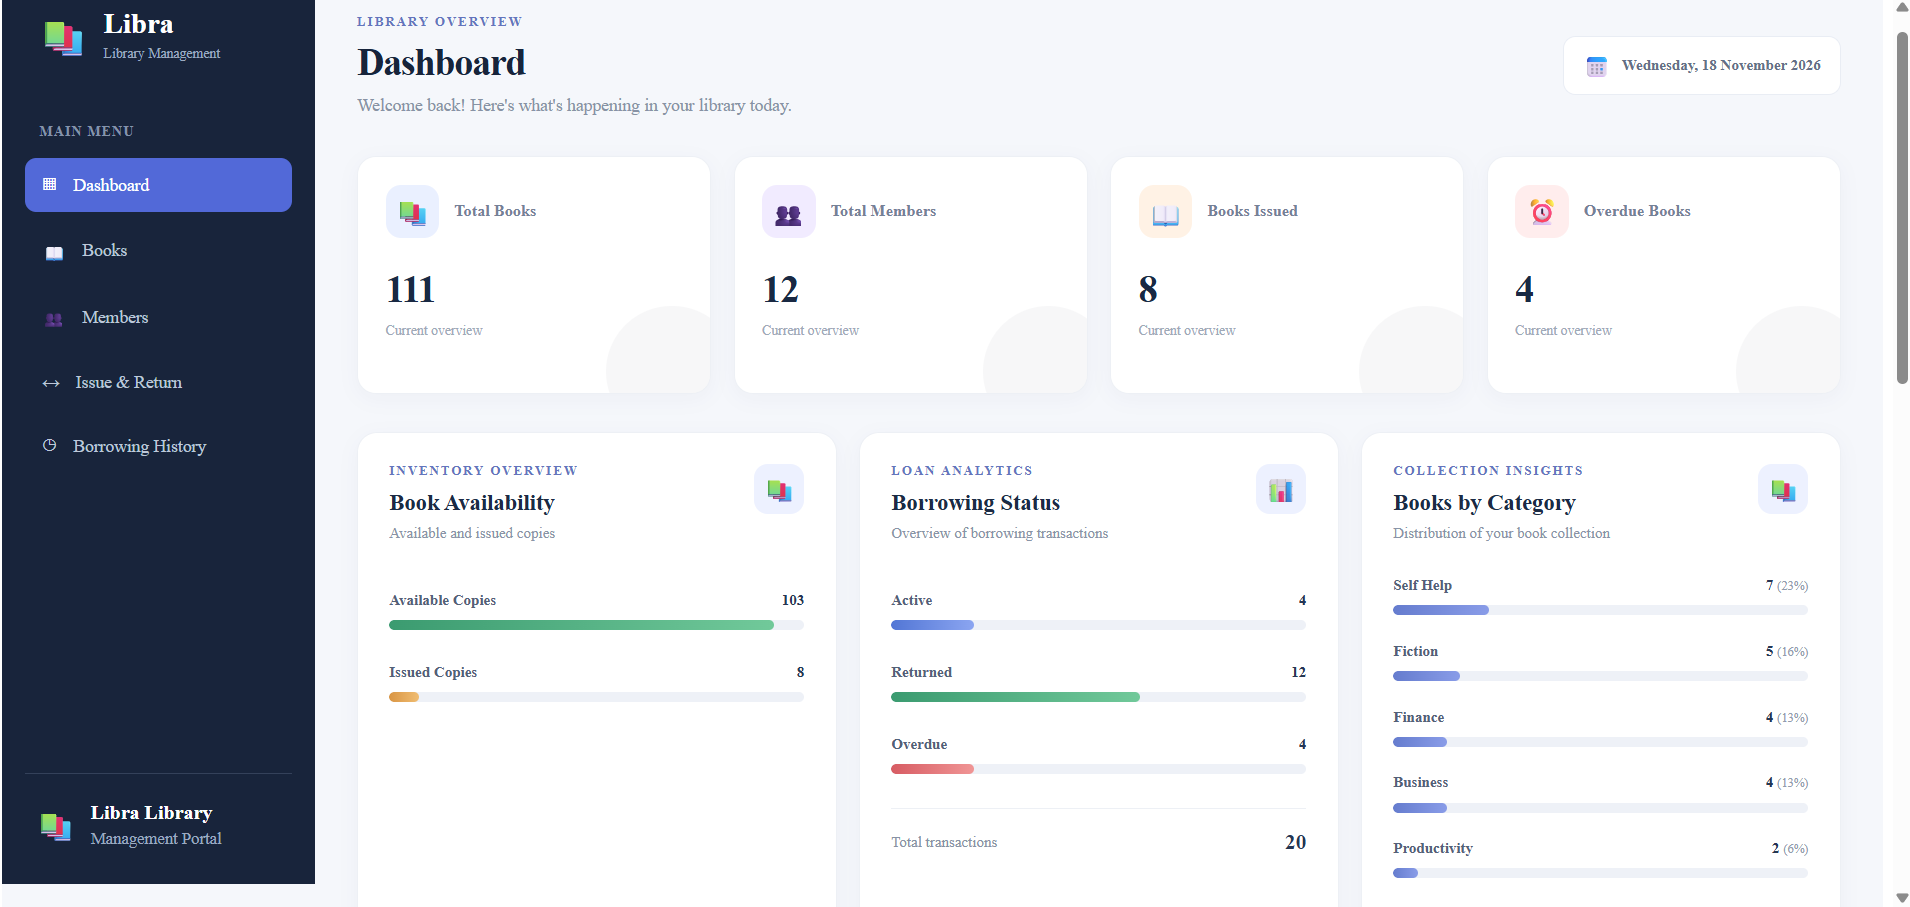 Libra
Library Management
MAIN MENU
Dashboard
Books
Members
Issue & Return
Borrowing History
Libra Library
Management Portal
LIBRARY OVERVIEW
Dashboard
Welcome back! Here's what's happening in your library today.
Wednesday, 18 November 2026
Total Books
111
Current overview
Total Members
12
Current overview
Books Issued
8
Current overview
Overdue Books
4
Current overview
INVENTORY OVERVIEW
Book Availability
Available and issued copies
Available Copies 103
Issued Copies 8
LOAN ANALYTICS
Borrowing Status
Overview of borrowing transactions
Active 4
Returned 12
Overdue 4
Total transactions 20
COLLECTION INSIGHTS
Books by Category
Distribution of your book collection
Self Help 7 (23%)
Fiction 5 (16%)
Finance 4 (13%)
Business 4 (13%)
Productivity 2 (6%)